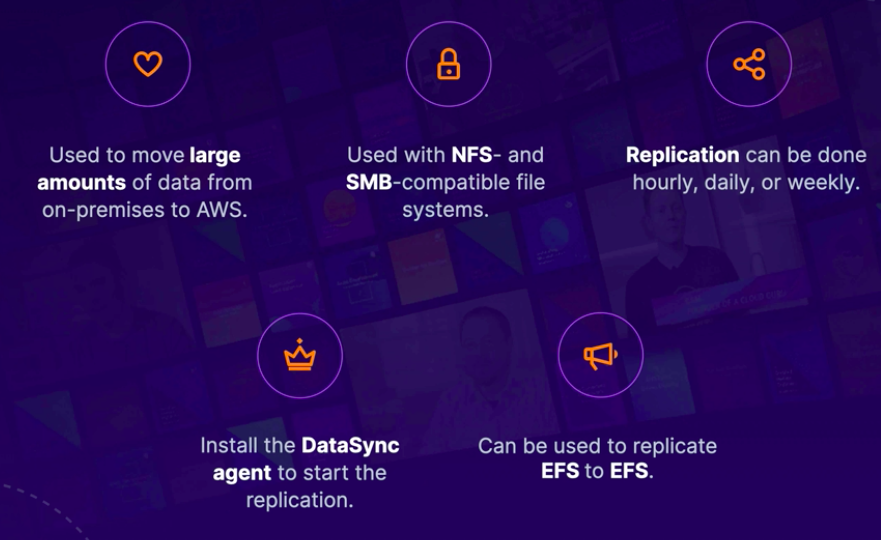 Used to move large
amounts of data from
on-premises to AWS.
Used with NFS- and
SMB-compatible file
systems.
Replication can be done
hourly, daily, or weekly.
Install the DataSync
agent to start the
replication.
Can be used to replicate
EFS to EFS.